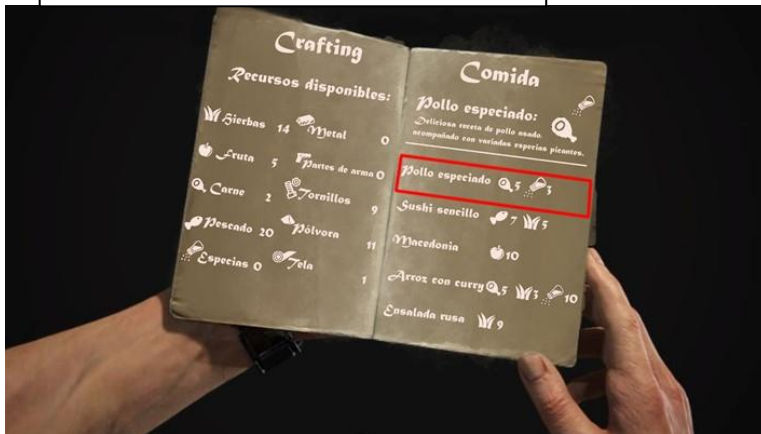 Crafting
Recursos disponibles:
Hierbas 14 Metal 0
Fruta 5 Partes de arma 0
Carne 2 Tornillos 9
Pescado 20 Pólvora 11
Especias 0 Tela 1
Comida
Pollo especiado:
Deliciosa receta de pollo asado.
acompañado con variadas especias picantes.
Pollo especiado 5 3
Sushi sencillo 7 5
Macedonia 10
Arroz con curry 5 3 10
Ensalada rusa 9